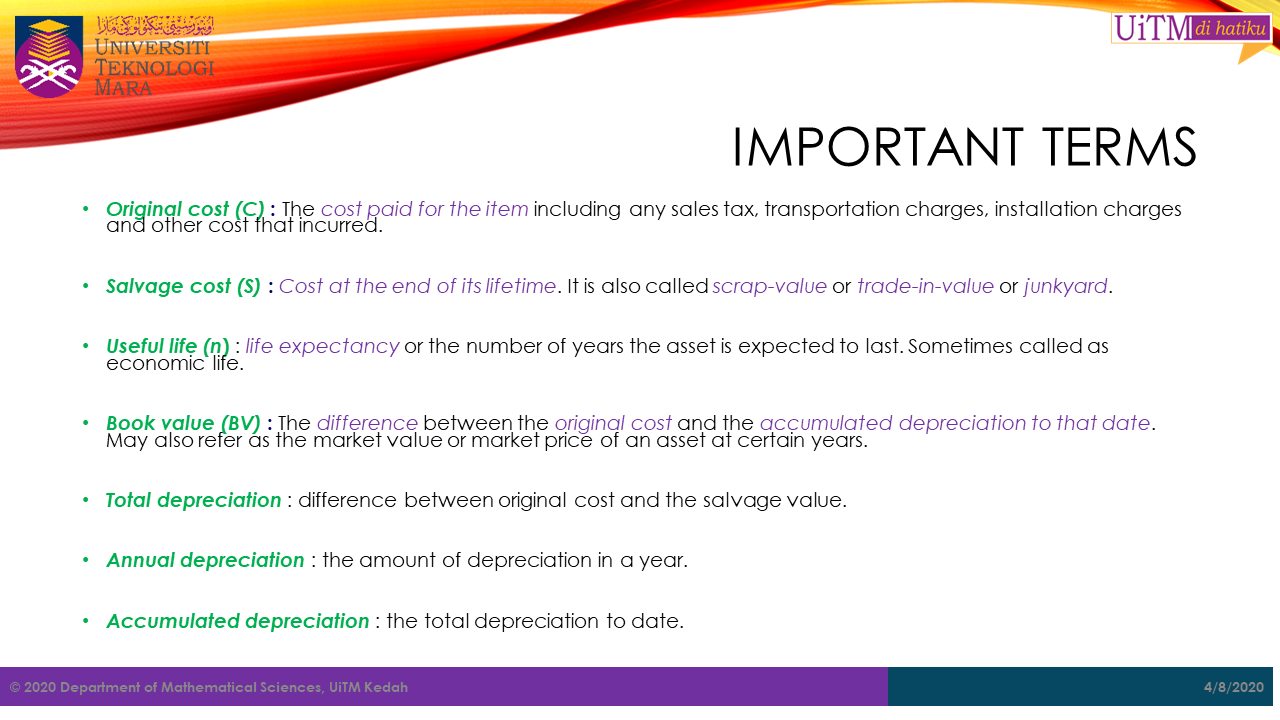 UNIVERSITI
TEKNOLOGI
MARA
UiTM di hatiku
IMPORTANT TERMS
• Original cost (C) : The cost paid for the item including any sales tax, transportation charges, installation charges
and other cost that incurred.
• Salvage cost (S) : Cost at the end of its lifetime. It is also called scrap-value or trade-in-value or junkyard.
• Useful life (n) : life expectancy or the number of years the asset is expected to last. Sometimes called as
economic life.
• Book value (BV) : The difference between the original cost and the accumulated depreciation to that date.
May also refer as the market value or market price of an asset at certain years.
• Total depreciation : difference between original cost and the salvage value.
• Annual depreciation : the amount of depreciation in a year.
• Accumulated depreciation : the total depreciation to date.
© 2020 Department of Mathematical Sciences, UiTM Kedah
4/8/2020